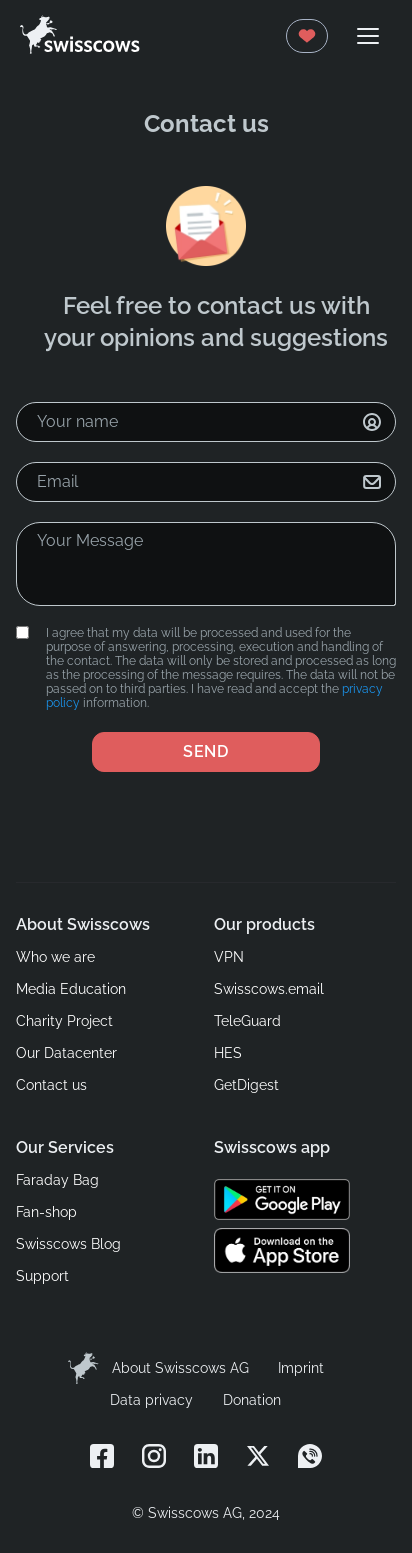 swisscows
Contact us
Feel free to contact us with
your opinions and suggestions
Your name
Email
Your Message
I agree that my data will be processed and used for the
purpose of answering, processing, execution and handling of
the contact. The data will only be stored and processed as long
as the processing of the message requires. The data will not be
passed on to third parties. I have read and accept the privacy
policy information.
SEND
About Swisscows
Who we are
Media Education
Charity Project
Our Datacenter
Contact us
Our products
VPN
Swisscows.email
TeleGuard
HES
GetDigest
Our Services
Faraday Bag
Fan-shop
Swisscows Blog
Support
Swisscows app
GET IT ON
Google Play
Download on the
App Store
About Swisscows AG Imprint
Data privacy Donation
© Swisscows AG, 2024